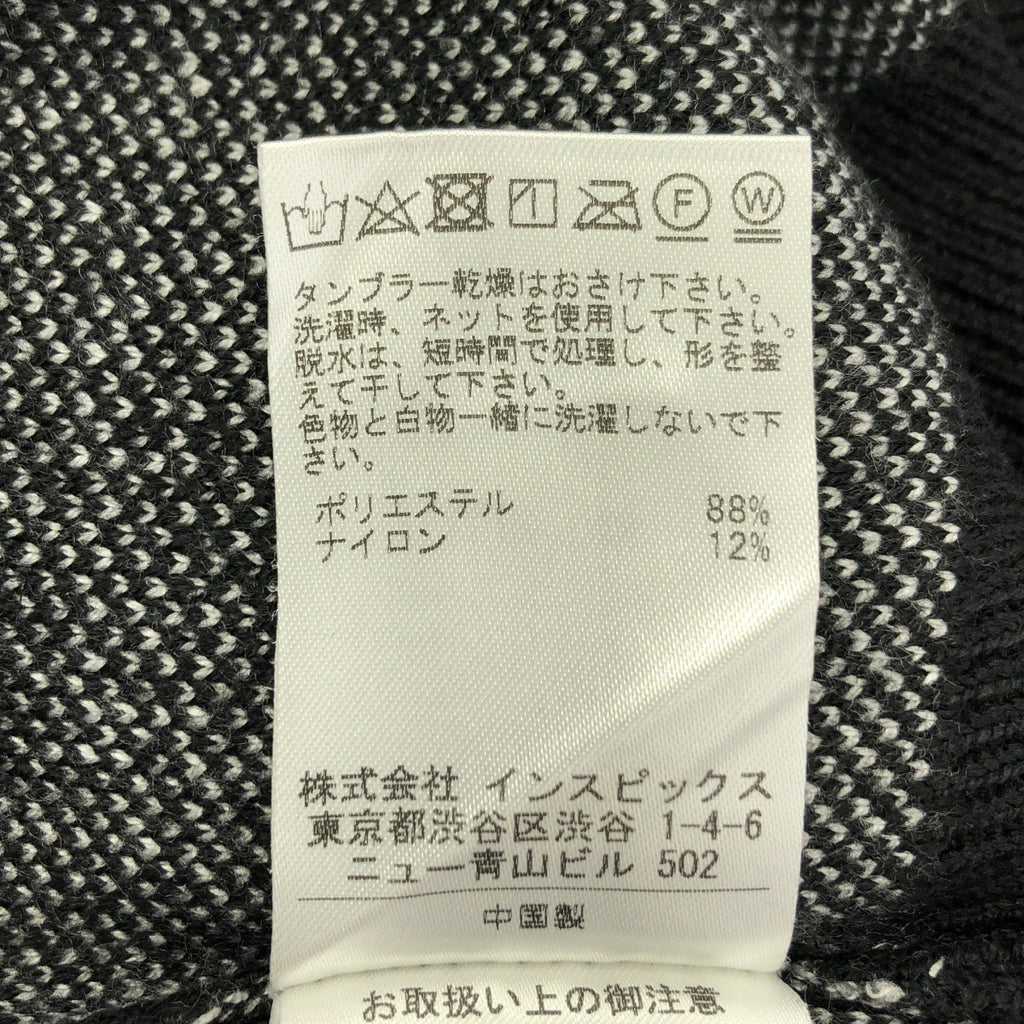 F W
タンブラー乾燥はおさけ下さい。
洗濯時、ネットを使用して下さい。
脱水は、短時間で処理し、形を整
えて干して下さい。
色物と白物一緒に洗濯しないで下
さい。
ポリエステル 88%
ナイロン 12%
株式会社 インスピックス
東京都渋谷区渋谷 1-4-6
ニュー青山ビル 502
中国製
お取扱い上の御注意